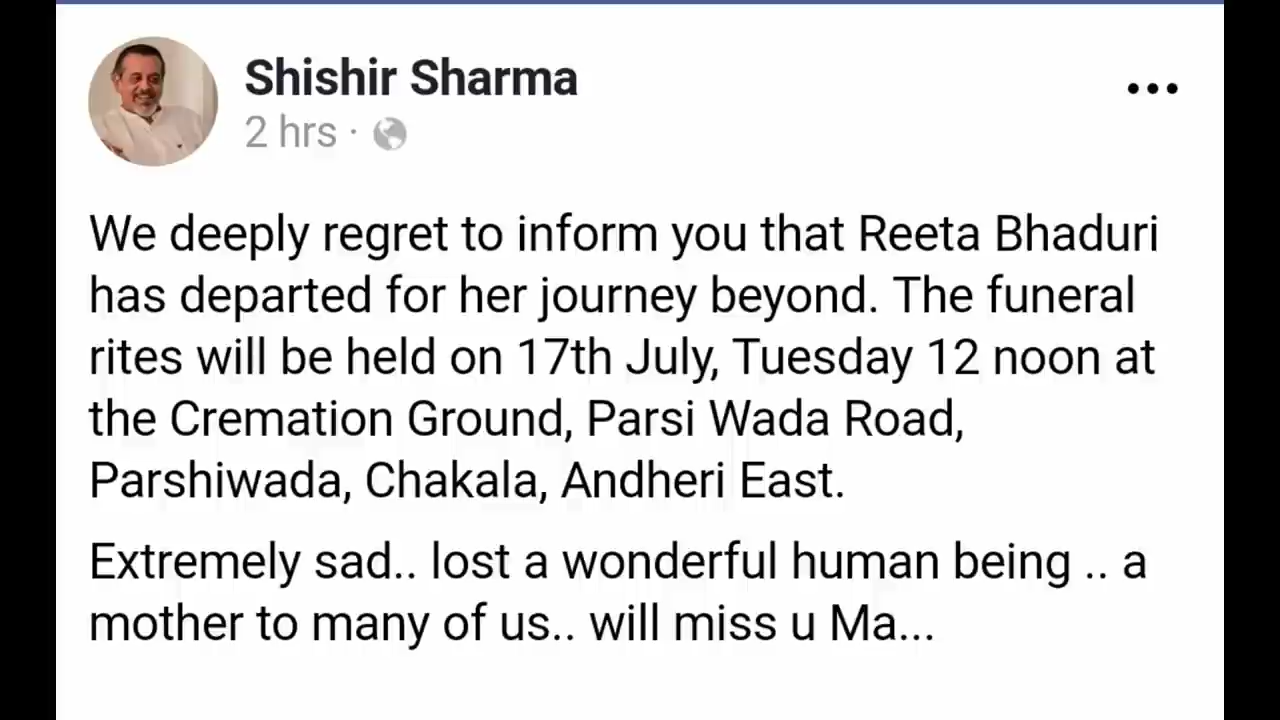 Shishir Sharma
2 hrs ·
We deeply regret to inform you that Reeta Bhaduri
has departed for her journey beyond. The funeral
rites will be held on 17th July, Tuesday 12 noon at
the Cremation Ground, Parsi Wada Road,
Parshiwada, Chakala, Andheri East.
Extremely sad.. lost a wonderful human being .. a
mother to many of us.. will miss u Ma...